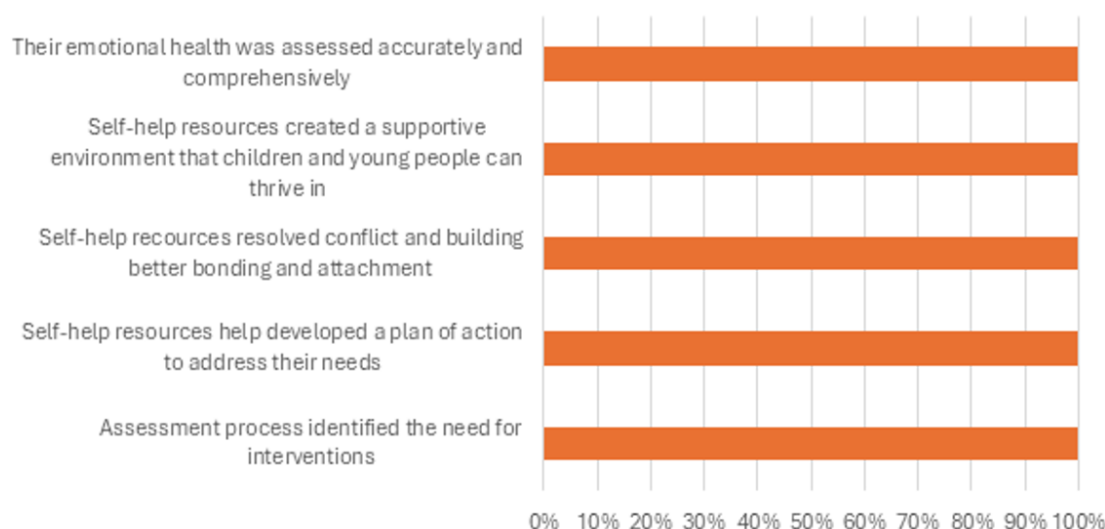 Their emotional health was assessed accurately and
comprehensively
Self-help resources created a supportive
environment that children and young people can
thrive in
Self-help recources resolved conflict and building
better bonding and attachment
Self-help resources help developed a plan of action
to address their needs
Assessment process identified the need for
interventions
0% 10% 20% 30% 40% 50% 60% 70% 80% 90% 100%